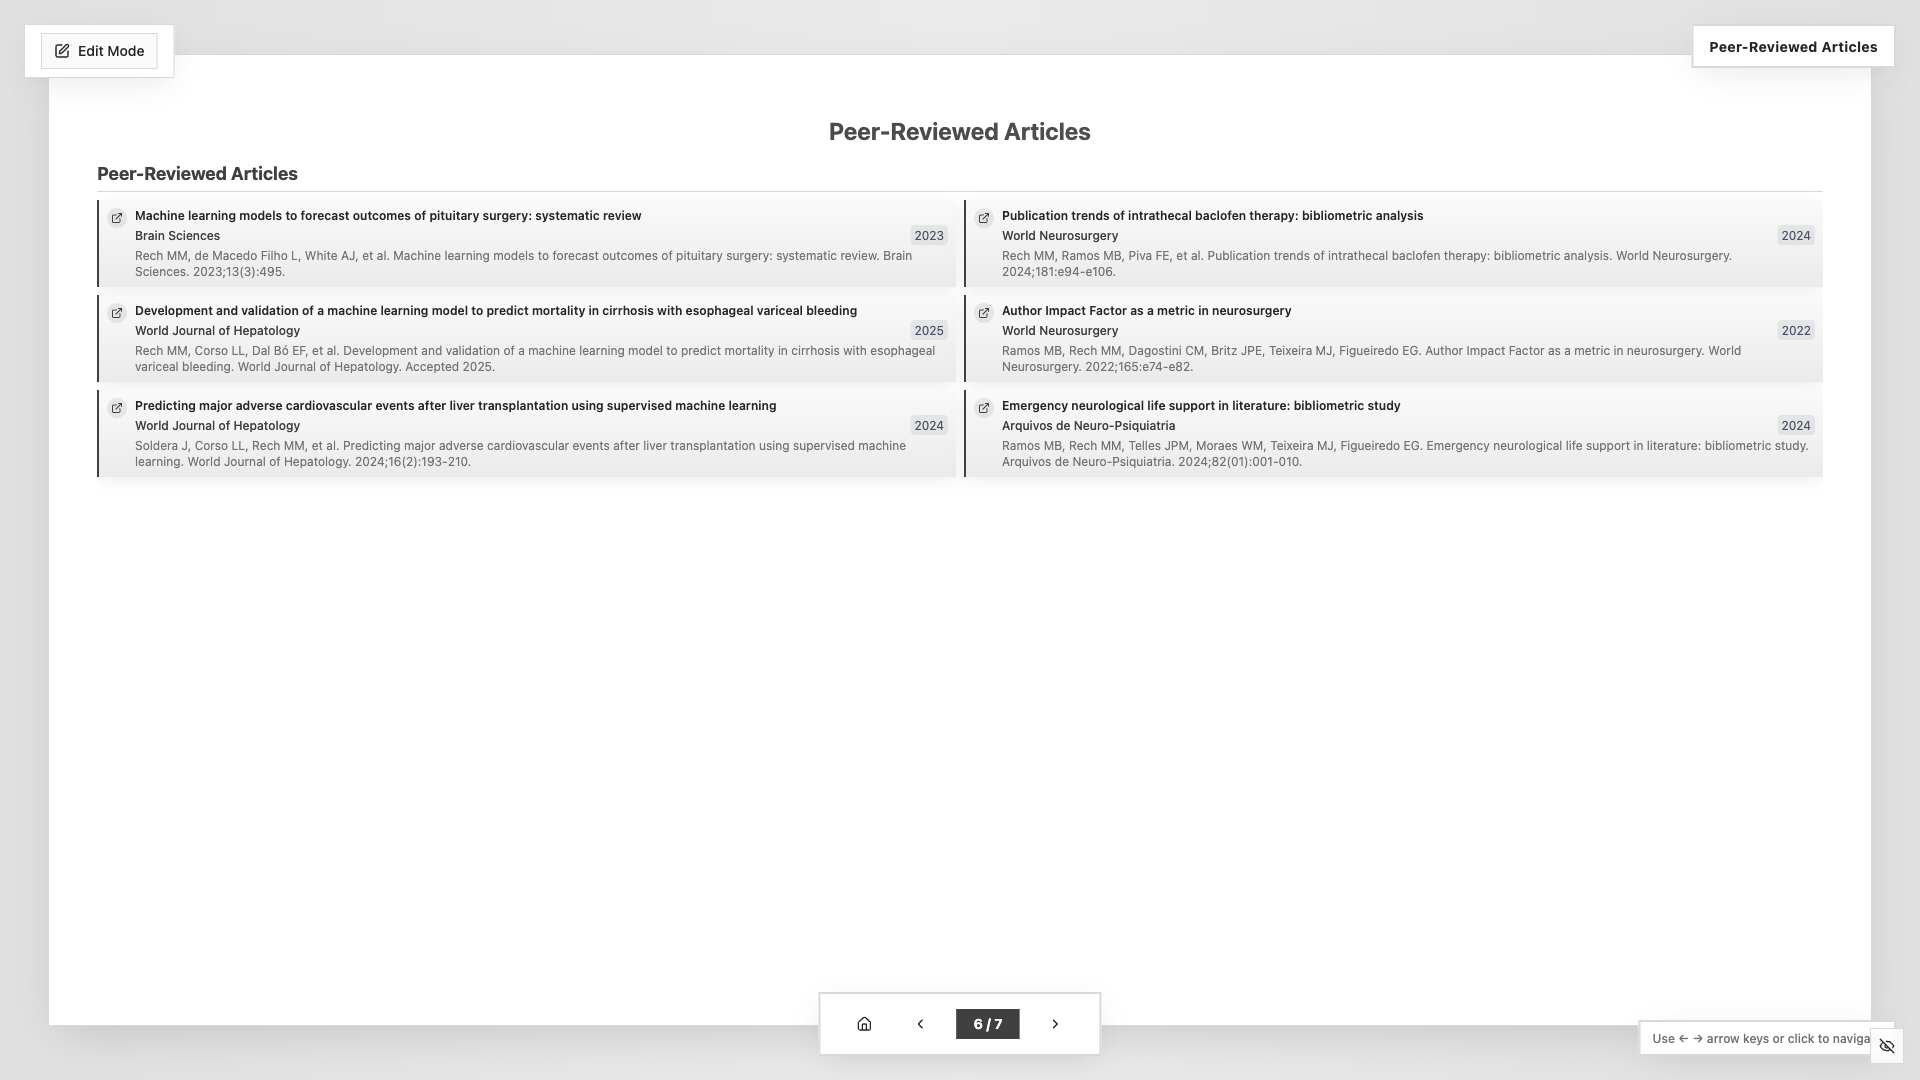 Edit Mode
Peer-Reviewed Articles
Peer-Reviewed Articles
Peer-Reviewed Articles
Machine learning models to forecast outcomes of pituitary surgery: systematic review
Brain Sciences
2023
Rech MM, de Macedo Filho L, White AJ, et al. Machine learning models to forecast outcomes of pituitary surgery: systematic review. Brain
Sciences. 2023;13(3):495.
Publication trends of intrathecal baclofen therapy: bibliometric analysis
World Neurosurgery
2024
Rech MM, Ramos MB, Piva FE, et al. Publication trends of intrathecal baclofen therapy: bibliometric analysis. World Neurosurgery.
2024;181:e94-e106.
Development and validation of a machine learning model to predict mortality in cirrhosis with esophageal variceal bleeding
World Journal of Hepatology
2025
Rech MM, Corso LL, Dal Bó EF, et al. Development and validation of a machine learning model to predict mortality in cirrhosis with esophageal
variceal bleeding. World Journal of Hepatology. Accepted 2025.
Author Impact Factor as a metric in neurosurgery
World Neurosurgery
2022
Ramos MB, Rech MM, Dagostini CM, Britz JPE, Teixeira MJ, Figueiredo EG. Author Impact Factor as a metric in neurosurgery. World
Neurosurgery. 2022;165:e74-e82.
Predicting major adverse cardiovascular events after liver transplantation using supervised machine learning
World Journal of Hepatology
2024
Soldera J, Corso LL, Rech MM, et al. Predicting major adverse cardiovascular events after liver transplantation using supervised machine
learning. World Journal of Hepatology. 2024;16(2):193-210.
Emergency neurological life support in literature: bibliometric study
Arquivos de Neuro-Psiquiatria
2024
Ramos MB, Rech MM, Telles JPM, Moraes WM, Teixeira MJ, Figueiredo EG. Emergency neurological life support in literature: bibliometric study.
Arquivos de Neuro-Psiquiatria. 2024;82(01):001-010.
6 / 7
Use ← → arrow keys or click to naviga